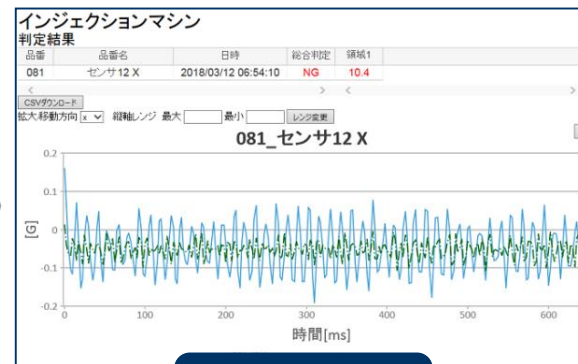 インジェクションマシン
判定結果
品番 品番名 日時 総合判定 領域1
081 センサ12 X 2018/03/12 06:54:10 NG 10.4
CSVダウンロード
拡大移動方向 x 縦軸レンジ 最大 最小 レンジ変更
081_センサ12 X
0.2
0.1
[G]
0
-0.1
-0.2
0 100 200 300 400 500 600
時間[ms]